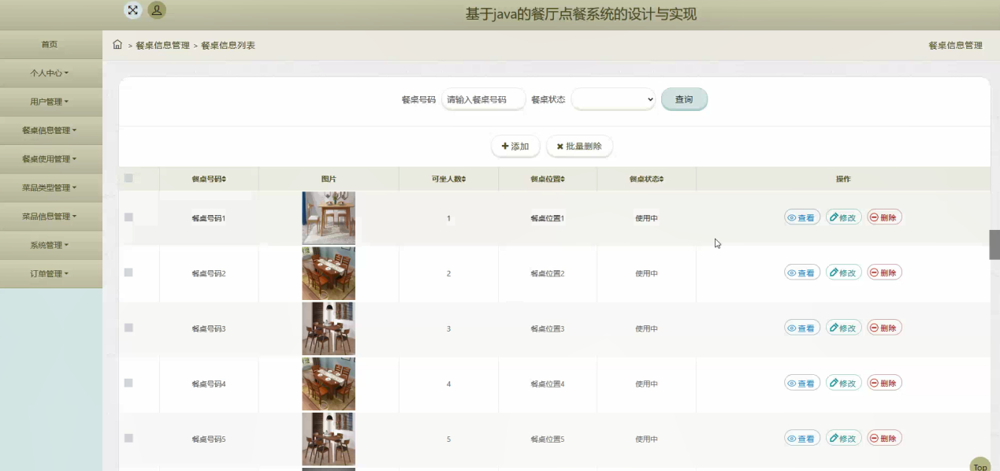 基于java的餐厅点餐系统的设计与实现
首页
个人中心
用户管理
餐桌信息管理
餐桌使用管理
菜品类型管理
菜品信息管理
系统管理
订单管理
> 餐桌信息管理 > 餐桌信息列表
餐桌信息管理
餐桌号码 请输入餐桌号码 餐桌状态 查询
添加 批量删除
餐桌号码 图片 可坐人数 餐桌位置 餐桌状态 操作
餐桌号码1 1 餐桌位置1 使用中 查看 修改 删除
餐桌号码2 2 餐桌位置2 使用中 查看 修改 删除
餐桌号码3 3 餐桌位置3 使用中 查看 修改 删除
餐桌号码4 4 餐桌位置4 使用中 查看 修改 删除
餐桌号码5 5 餐桌位置5 使用中 查看 修改 删除
Top